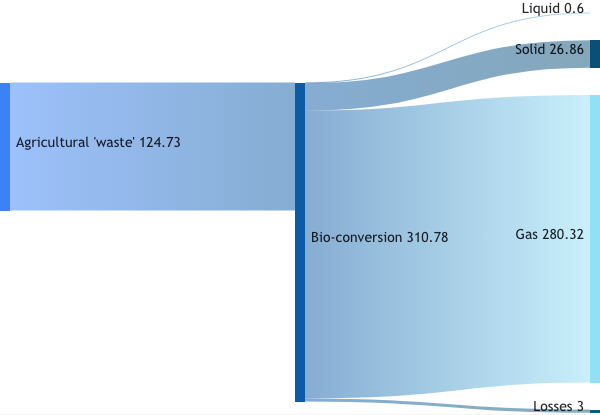 Liquid 0.6
Solid 26.86
Agricultural 'waste' 124.73
Bio-conversion 310.78
Gas 280.32
Losses 3